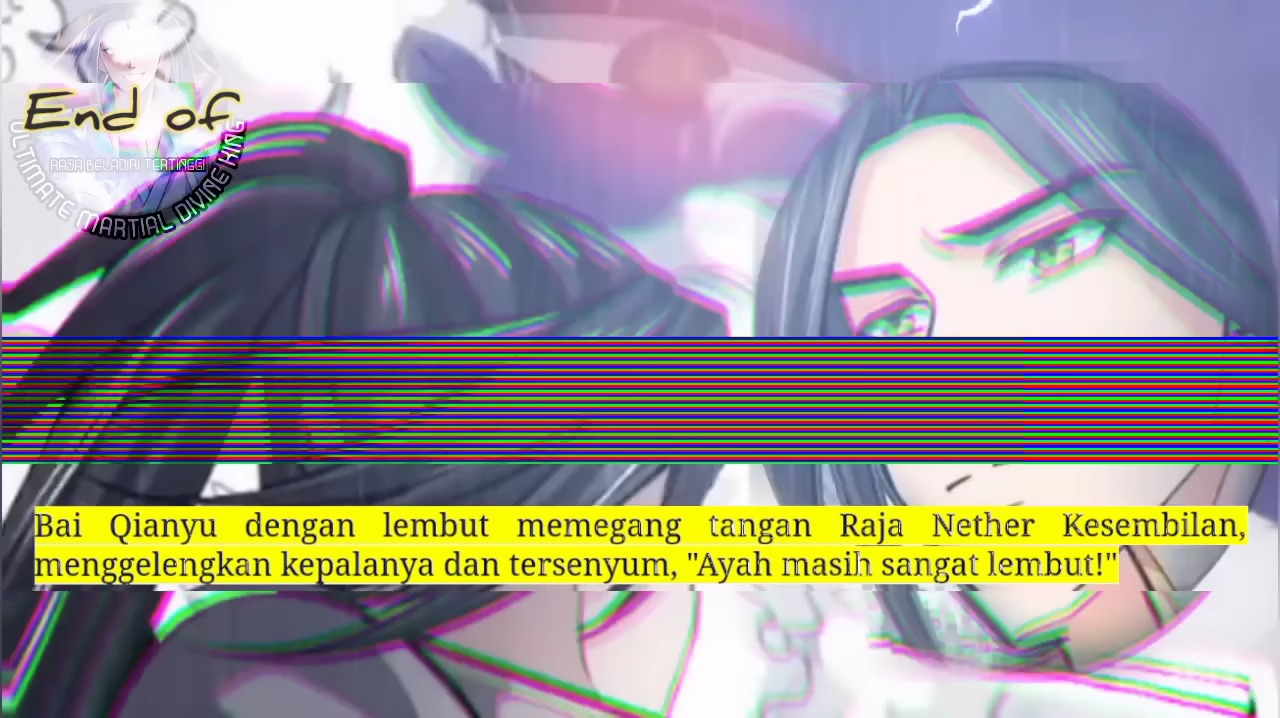 End of
RAJA BELADIRI TERTINGGI
ULTIMATE MARTIAL DIVINE KING
Bai Qianyu dengan lembut memegang tangan Raja Nether Kesembilan,
menggelengkan kepalanya dan tersenyum, "Ayah masih sangat lembut!"